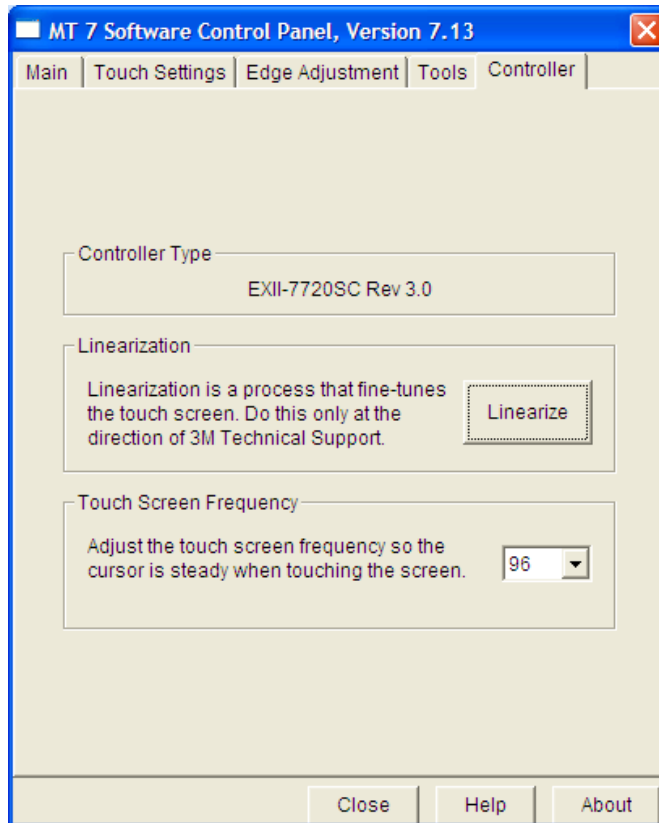 MT 7 Software Control Panel, Version 7.13
Main Touch Settings Edge Adjustment Tools Controller
Controller Type
EXII-7720SC Rev 3.0
Linearization
Linearization is a process that fine-tunes
the touch screen. Do this only at the
direction of 3M Technical Support.
Linearize
Touch Screen Frequency
Adjust the touch screen frequency so the
cursor is steady when touching the screen.
96
Close Help About